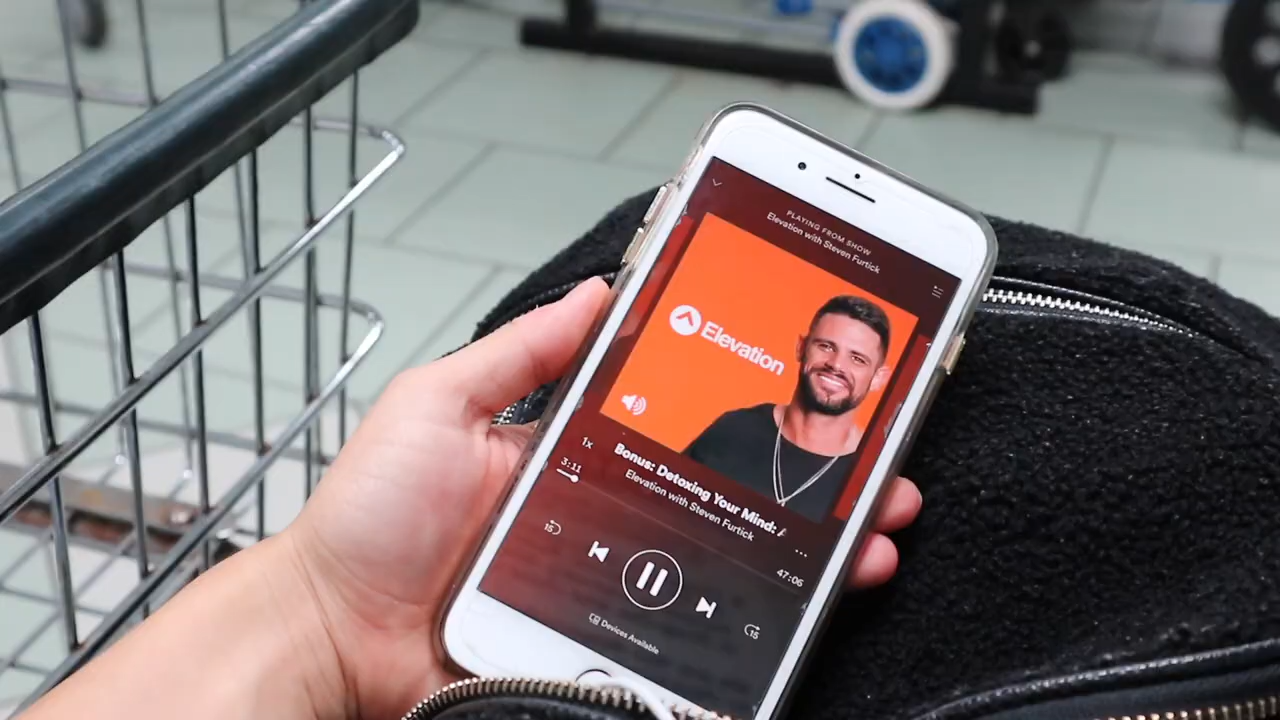 PLAYING FROM SHOW
Elevation with Steven Furtick
Elevation
1x
Bonus: Detoxing Your Mind: A
Elevation with Steven Furtick
3:11
47:06
15
15
Devices Available